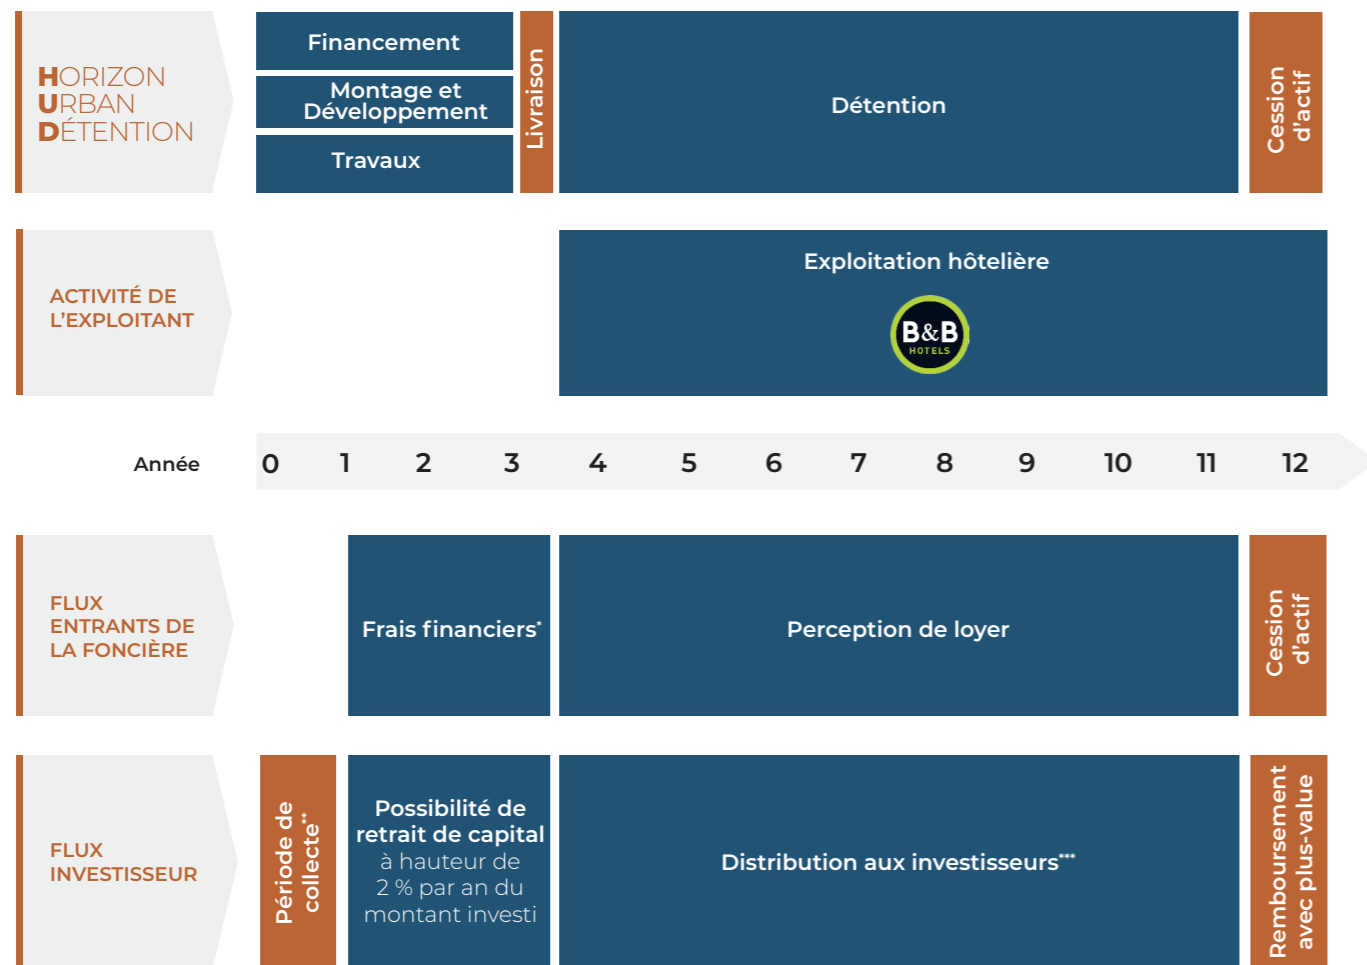 HORIZON
URBAN
DÉTENTION
Financement
Montage et
Développement
Travaux
Livraison
Détention
Cession
d'actif
ACTIVITÉ DE
L'EXPLOITANT
Exploitation hôtelière
B&B
HOTELS
Année
0 1 2 3 4 5 6 7 8 9 10 11 12
FLUX
ENTRANTS DE
LA FONCIÈRE
Frais financiers*
Perception de loyer
Cession
d'actif
FLUX
INVESTISSEUR
Période de
collecte**
Possibilité de
retrait de capital
à hauteur de
2 % par an du
montant investi
Distribution aux investisseurs***
Remboursement
avec plus-value